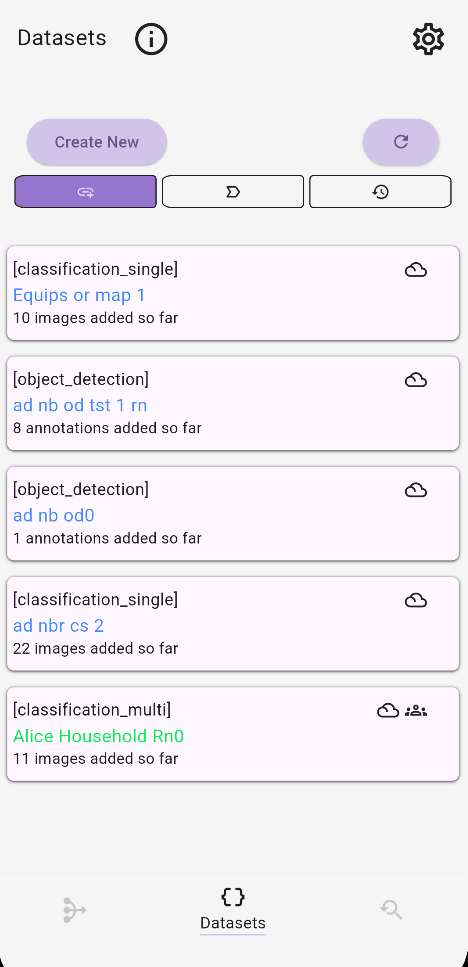 Datasets
Create New
[classification_single]
Equips or map 1
10 images added so far
[object_detection]
ad nb od tst 1 rn
8 annotations added so far
[object_detection]
ad nb od0
1 annotations added so far
[classification_single]
ad nbr cs 2
22 images added so far
[classification_multi]
Alice Household Rn0
11 images added so far
Datasets